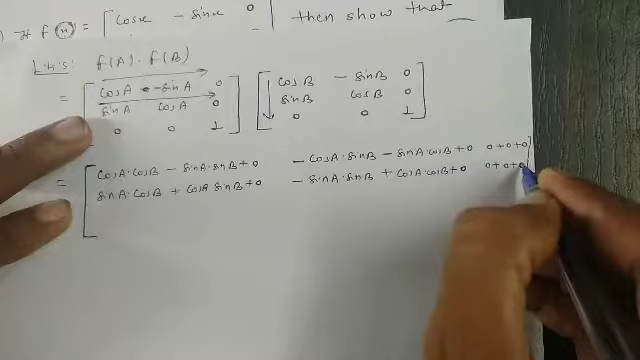 If f(x) = [ cosx - sinx 0 ] then show that
L.H.S: f(A) . f(B)
= [ cosA - sinA 0 ] [ cosB - sinB 0 ]
sinA cosA 0 sinB cosB 0
0 0 1 0 0 1
= [ cosA·cosB - sinA·sinB+0 - cosA·sinB - sinA·cosB+0 0+0+0 ]
sinA·cosB + cosA sinB+0 - sinA·sinB + cosA·cosB+0 0+0+0